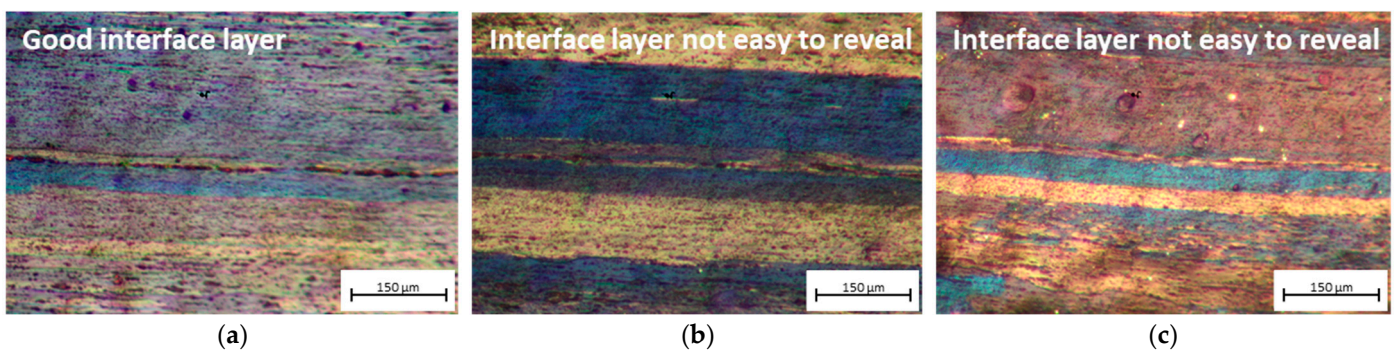 Good interface layer
Interface layer not easy to reveal
Interface layer not easy to reveal
150 µm
150 µm
150 µm
(a)
(b)
(c)